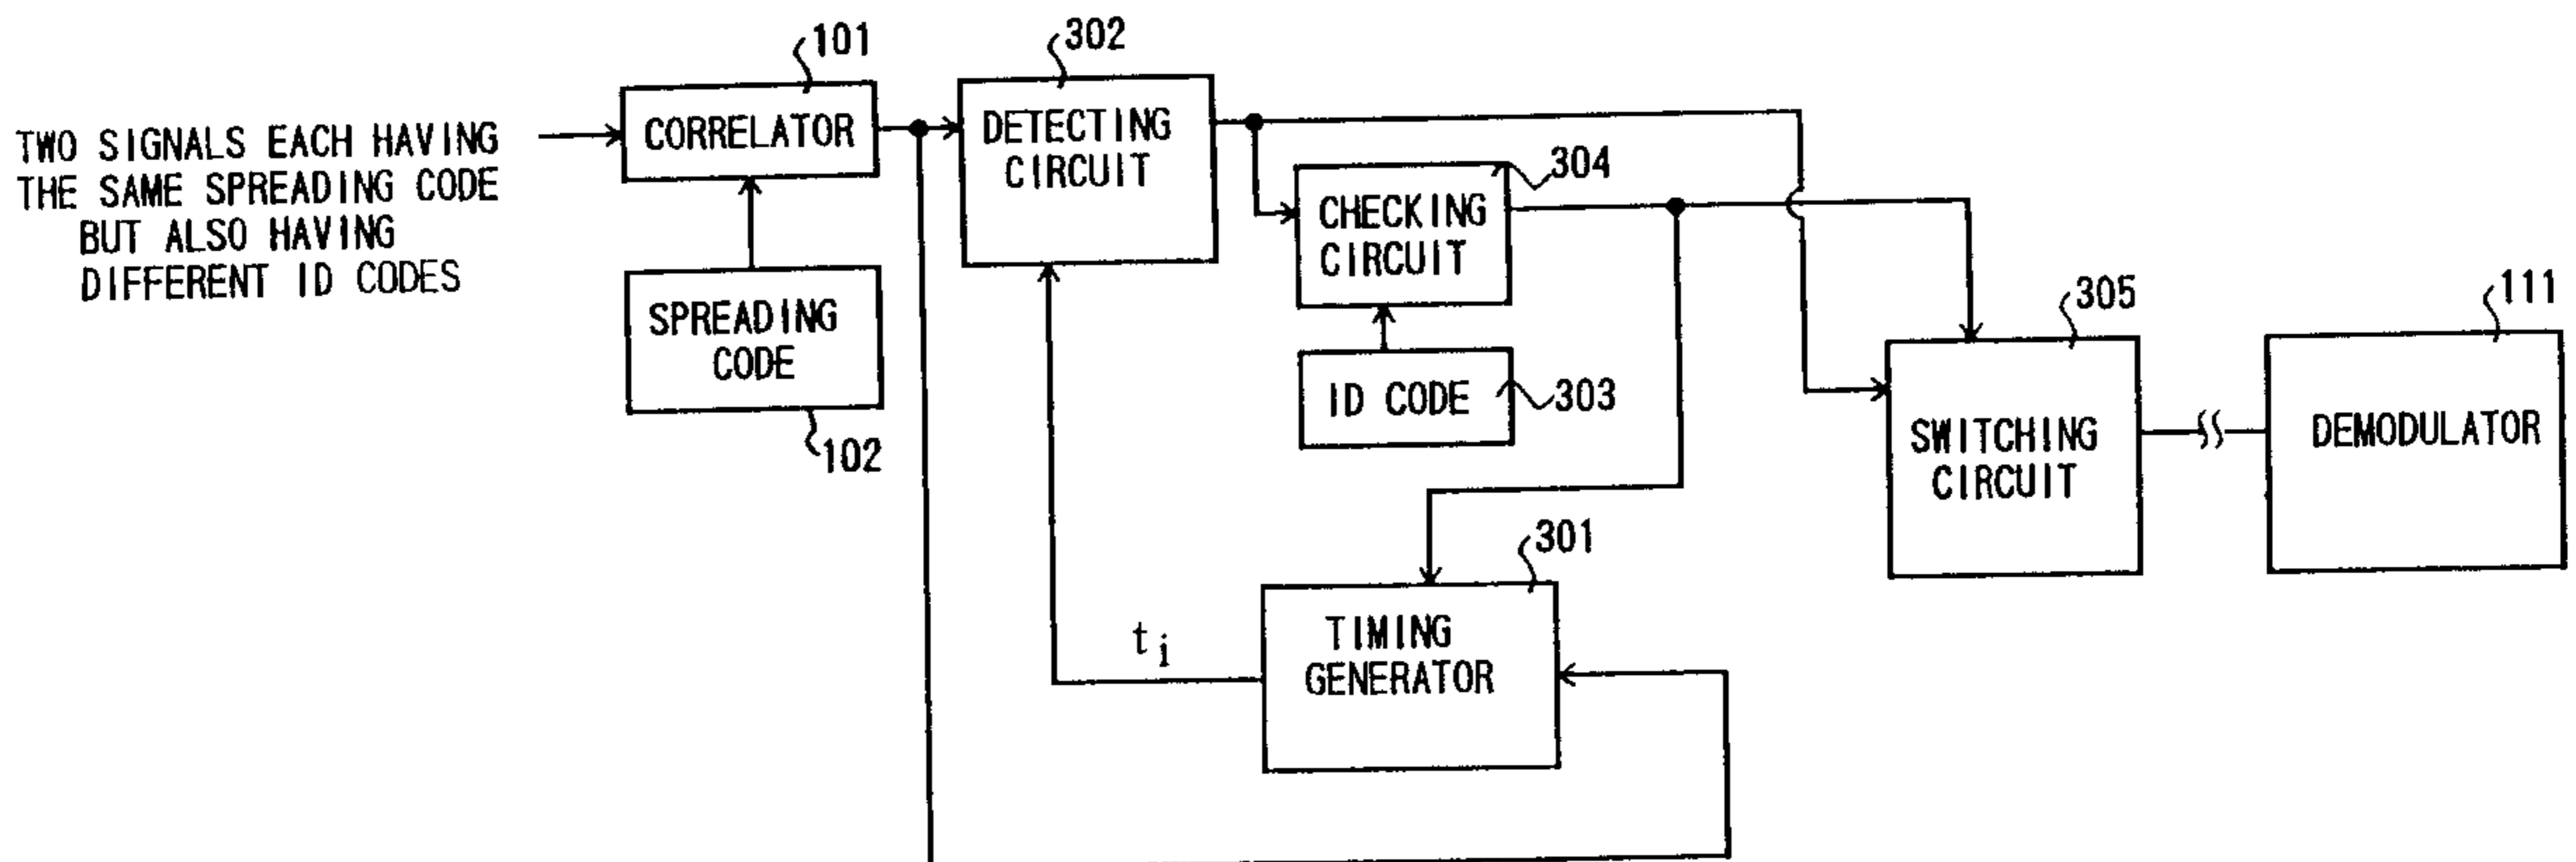 TWO SIGNALS EACH HAVING
THE SAME SPREADING CODE
BUT ALSO HAVING
DIFFERENT ID CODES
101
CORRELATOR
SPREADING
CODE
102
302
DETECTING
CIRCUIT
304
CHECKING
CIRCUIT
ID CODE
303
301
TIMING
GENERATOR
ti
305
SWITCHING
CIRCUIT
111
DEMODULATOR